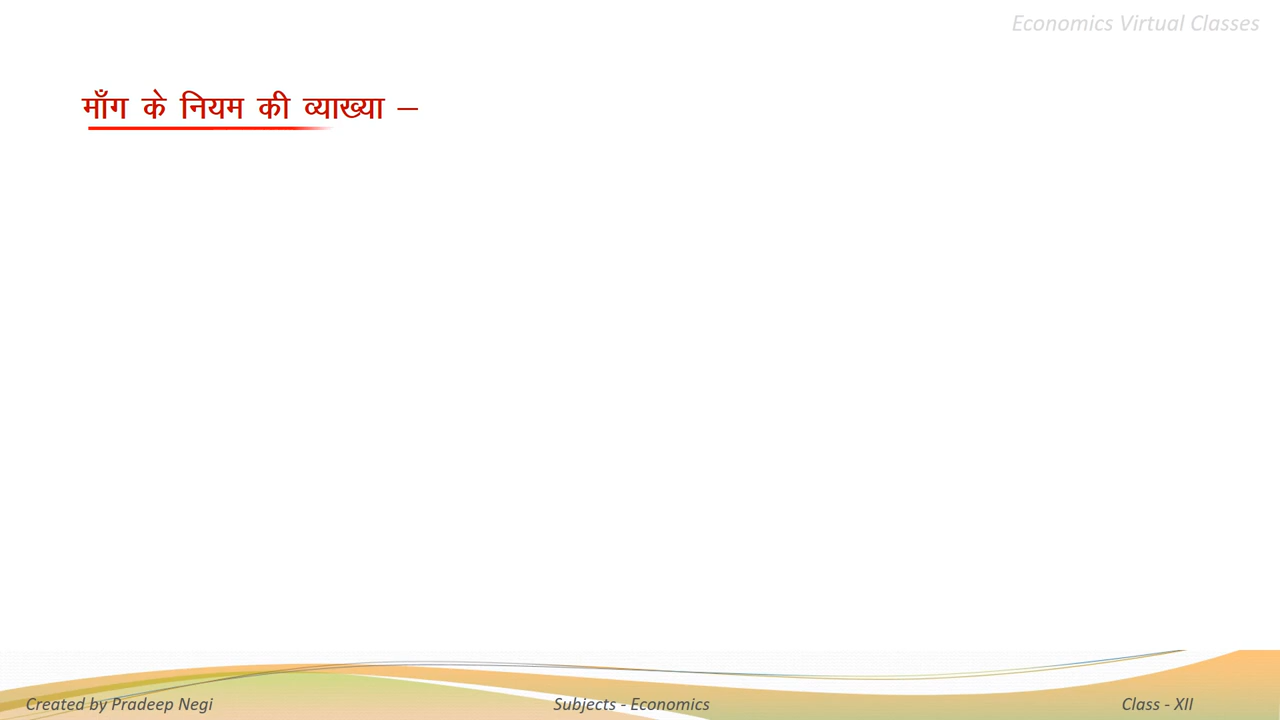 Economics Virtual Classes
माँग के नियम की व्याख्या –
Created by Pradeep Negi
Subjects - Economics
Class - XII